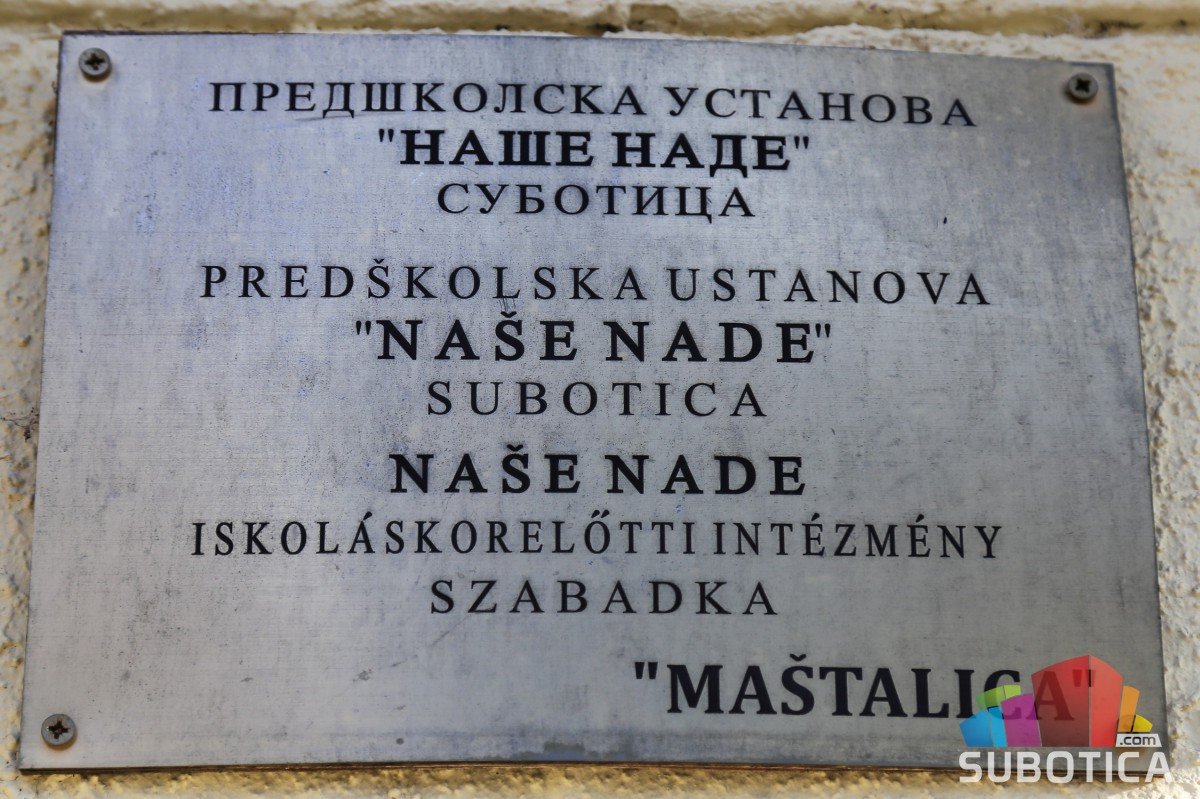 ПРЕДШКОЛСКА УСТАНОВА
"НАШЕ НАДЕ"
СУБОТИЦА
PREDŠKOLSKA USTANOVA
"NAŠE NADE"
SUBOTICA
NAŠE NADE
ISKOLÁSKORELŐTTI INTÉZMÉNY
SZABADKA
"MAŠTALICA"
.com
SUBOTICA